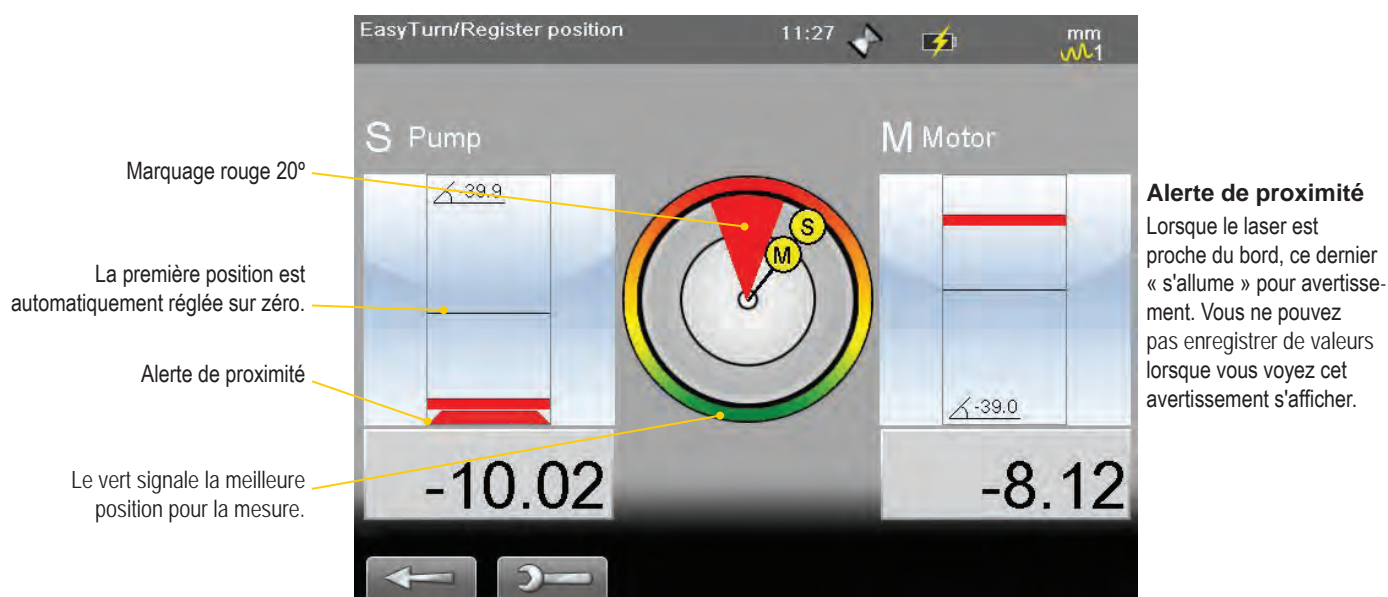 EasyTurn/Register position
11:27
mm
1
S Pump
M Motor
Marquage rouge 20º
-39.9
S
M
La première position est
automatiquement réglée sur zéro.
Alerte de proximité
-39.0
Le vert signale la meilleure
position pour la mesure.
-10.02
-8.12
Alerte de proximité
Lorsque le laser est
proche du bord, ce dernier
« s'allume » pour avertisse-
ment. Vous ne pouvez
pas enregistrer de valeurs
lorsque vous voyez cet
avertissement s'afficher.